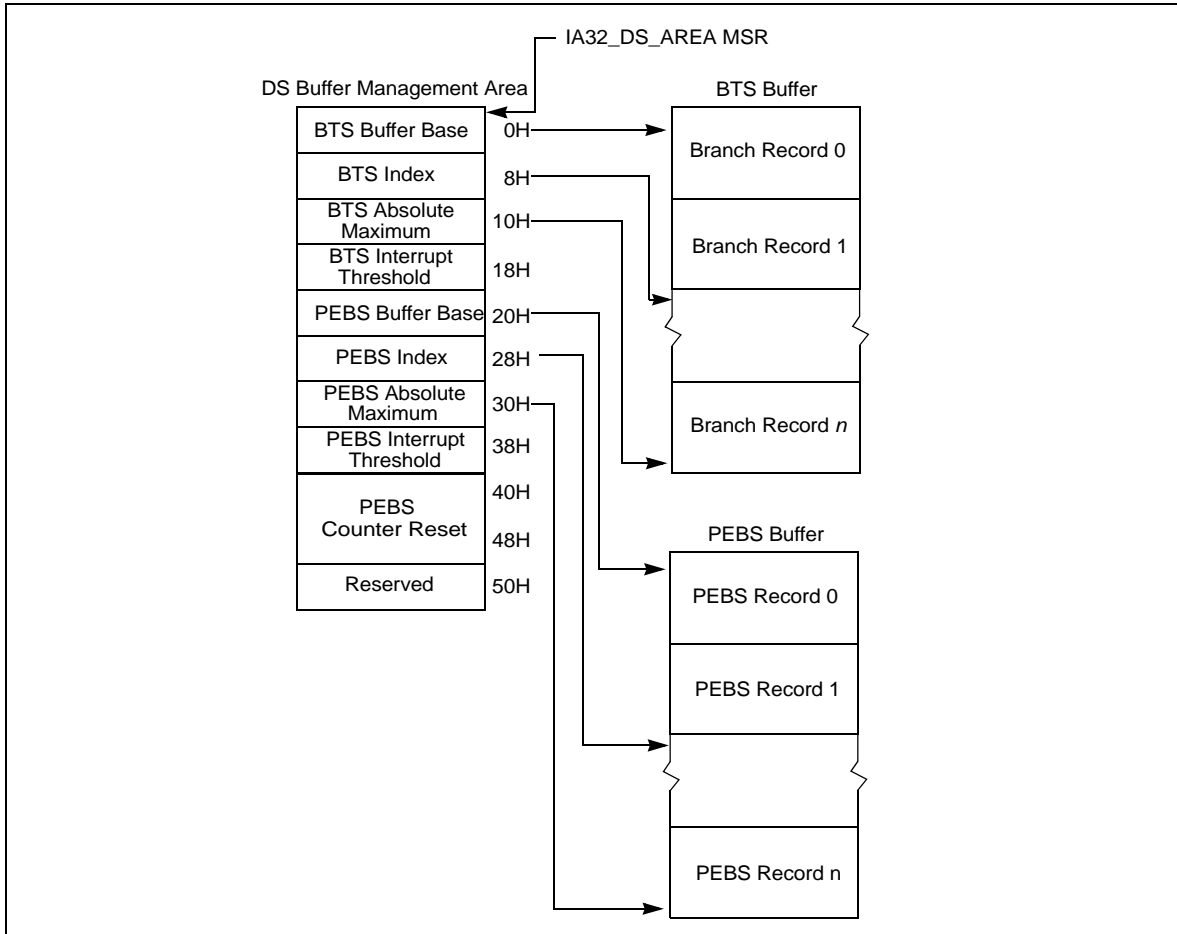 IA32_DS_AREA MSR
DS Buffer Management Area
BTS Buffer Base 0H
BTS Index 8H
BTS Absolute
Maximum 10H
BTS Interrupt
Threshold 18H
PEBS Buffer Base 20H
PEBS Index 28H
PEBS Absolute
Maximum 30H
PEBS Interrupt
Threshold 38H
40H
PEBS
Counter Reset
48H
Reserved 50H
BTS Buffer
Branch Record 0
Branch Record 1
Branch Record n
PEBS Buffer
PEBS Record 0
PEBS Record 1
PEBS Record n